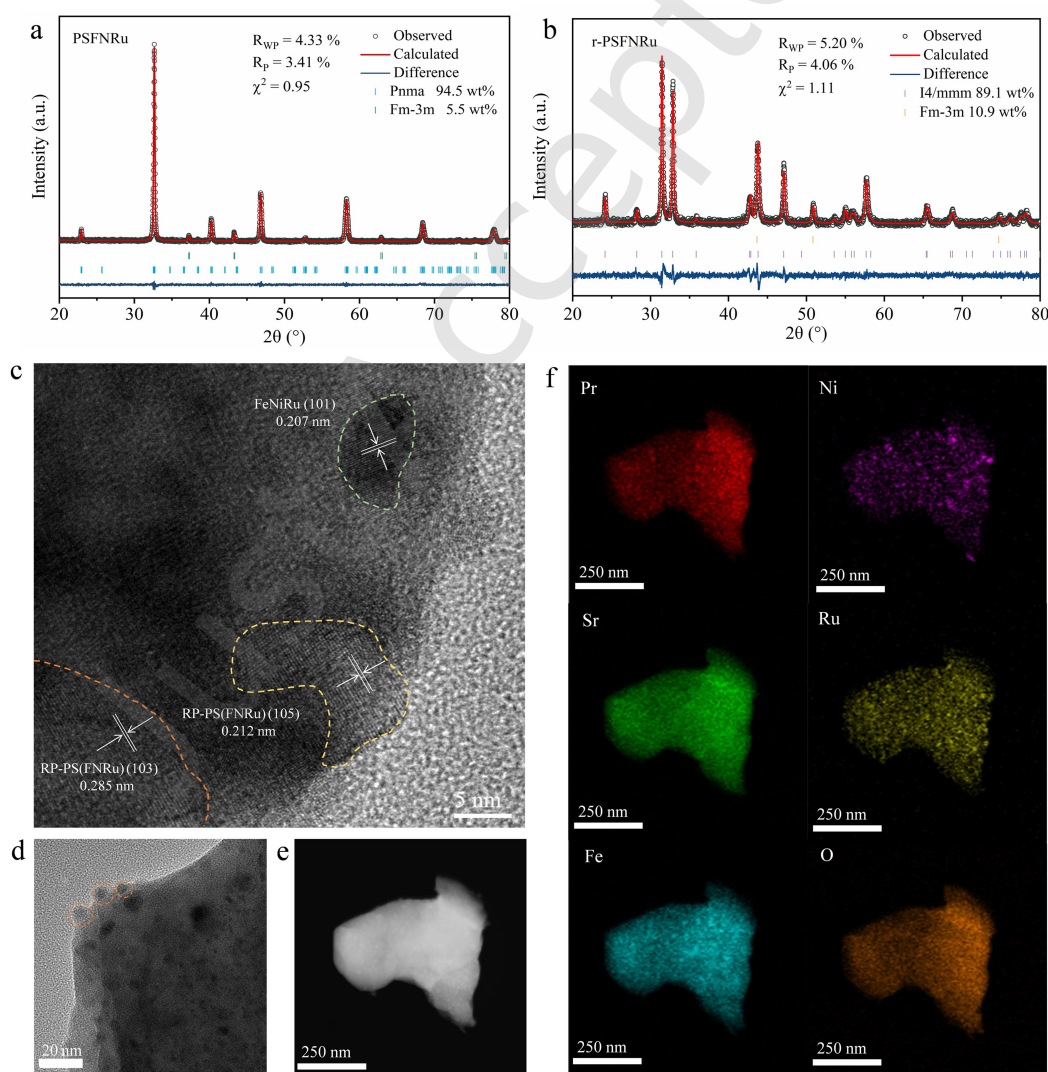 a
PSFNRu
R_WP = 4.33 %
R_P = 3.41 %
χ² = 0.95
Observed
Calculated
Difference
Pnma 94.5 wt%
Fm-3m 5.5 wt%
Intensity (a.u.)
20 30 40 50 60 70 80
2θ (°)
b
r-PSFNRu
R_WP = 5.20 %
R_P = 4.06 %
χ² = 1.11
Observed
Calculated
Difference
I4/mmm 89.1 wt%
Fm-3m 10.9 wt%
Intensity (a.u.)
20 30 40 50 60 70 80
2θ (°)
c
FeNiRu (101)
0.207 nm
RP-PS(FNRu) (105)
0.212 nm
RP-PS(FNRu) (103)
0.285 nm
5 nm
d
20 nm
e
250 nm
f
Pr
250 nm
Ni
250 nm
Sr
250 nm
Ru
250 nm
Fe
250 nm
O
250 nm